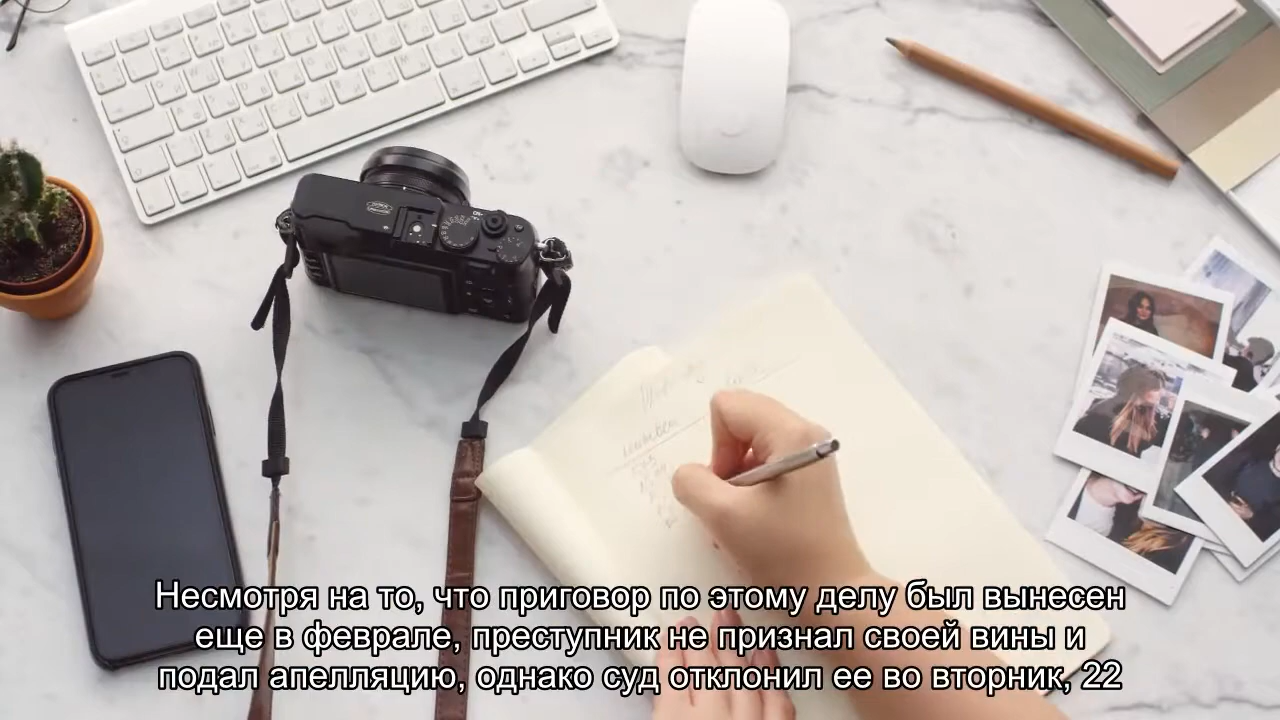 Несмотря на то, что приговор по этому делу был вынесен
еще в феврале, преступник не признал своей вины и
подал апелляцию, однако суд отклонил ее во вторник, 22